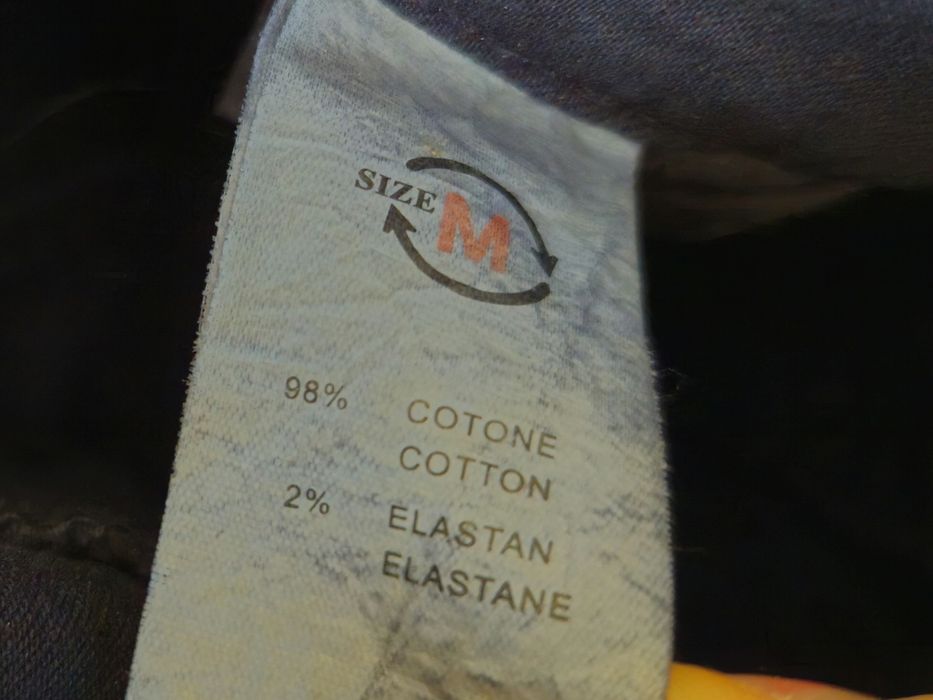 SIZE M
98% COTONE
COTTON
2% ELASTAN
ELASTANE